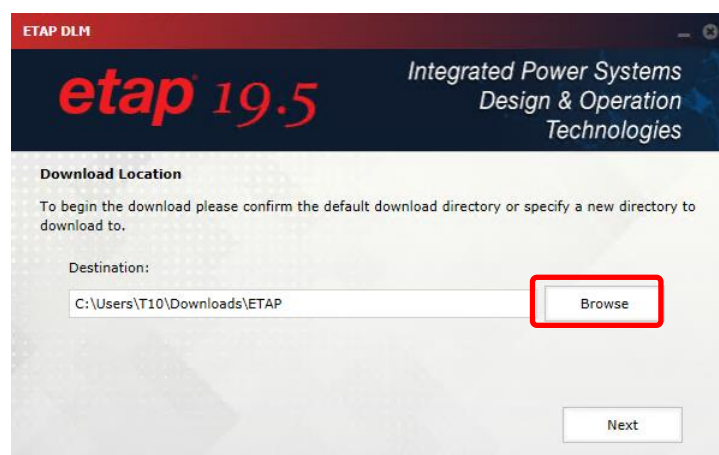 ETAP DLM
etap 19.5
Integrated Power Systems
Design & Operation
Technologies
Download Location
To begin the download please confirm the default download directory or specify a new directory to
download to.
Destination:
C:\Users\T10\Downloads\ETAP
Browse
Next